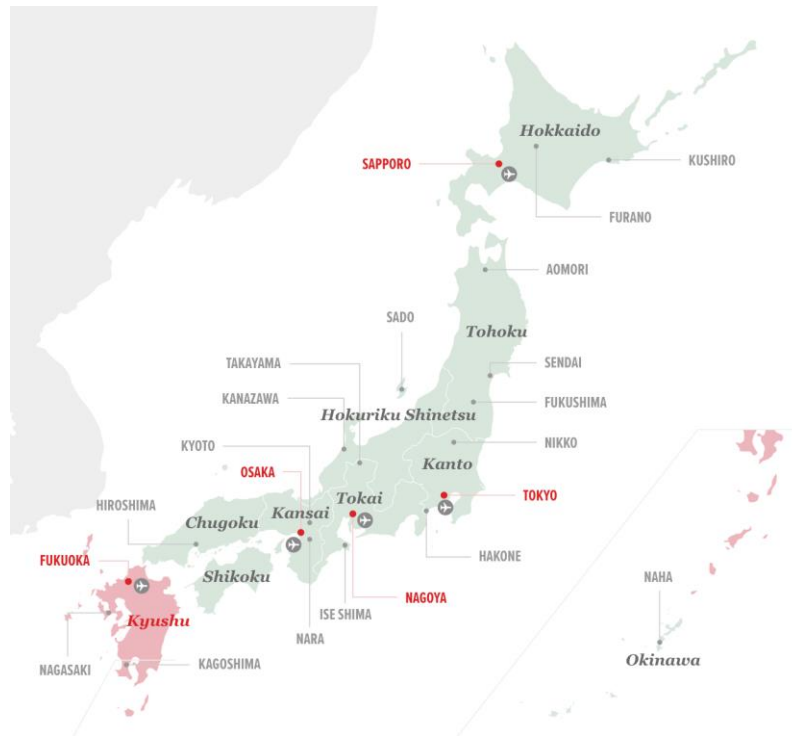 Hokkaido
SAPPORO
KUSHIRO
FURANO
AOMORI
SADO
Tohoku
TAKAYAMA
SENDAI
KANAZAWA
FUKUSHIMA
Hokuriku Shinetsu
KYOTO
NIKKO
OSAKA
Kanto
Tokai
TOKYO
HIROSHIMA
Kansai
Chugoku
HAKONE
FUKUOKA
Shikoku
NAHA
NAGOYA
ISE SHIMA
Kyushu
NARA
Okinawa
NAGASAKI
KAGOSHIMA